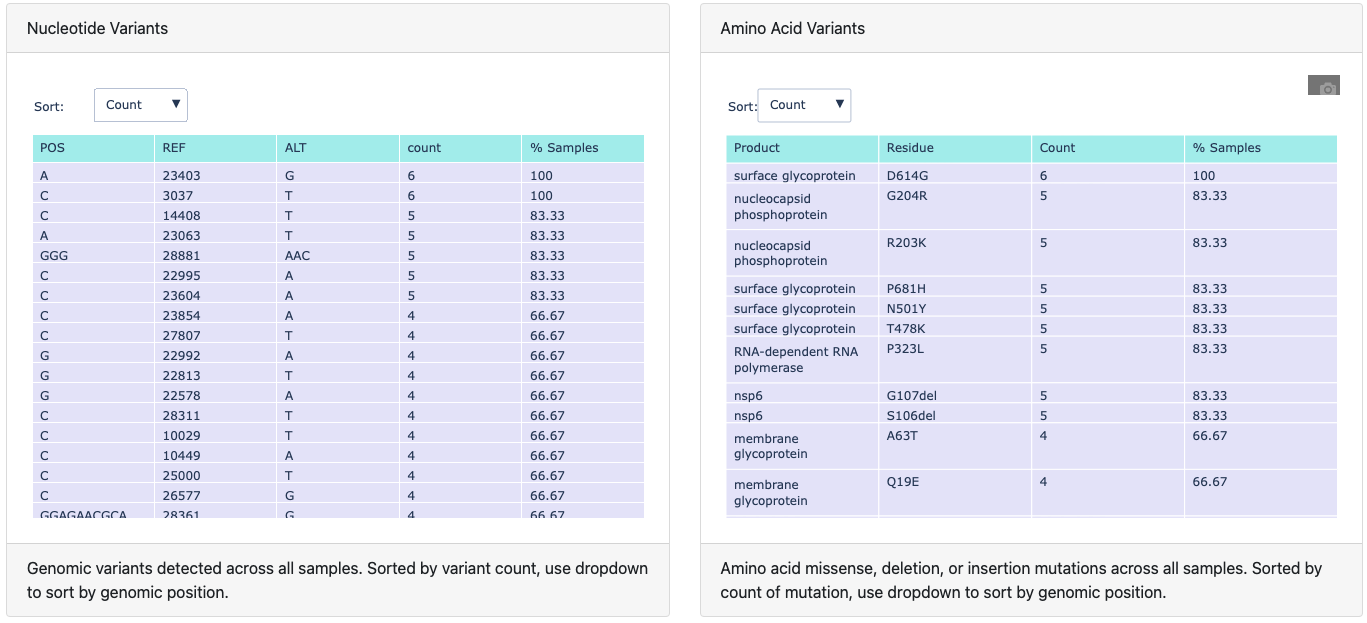 Nucleotide Variants
Sort: Count ▼
POS REF ALT count % Samples
A 23403 G 6 100
C 3037 T 6 100
C 14408 T 5 83.33
A 23063 T 5 83.33
GGG 28881 AAC 5 83.33
C 22995 A 5 83.33
C 23604 A 5 83.33
C 23854 A 4 66.67
C 27807 T 4 66.67
G 22992 A 4 66.67
G 22813 T 4 66.67
G 22578 A 4 66.67
C 28311 T 4 66.67
C 10029 T 4 66.67
C 10449 A 4 66.67
C 25000 T 4 66.67
C 26577 G 4 66.67
GGAGAACGCA 28361 G 4 66.67
Genomic variants detected across all samples. Sorted by variant count, use dropdown
to sort by genomic position.
Amino Acid Variants
Sort: Count ▼
Product Residue Count % Samples
surface glycoprotein D614G 6 100
nucleocapsid G204R 5 83.33
phosphoprotein
nucleocapsid R203K 5 83.33
phosphoprotein
surface glycoprotein P681H 5 83.33
surface glycoprotein N501Y 5 83.33
surface glycoprotein T478K 5 83.33
RNA-dependent RNA P323L 5 83.33
polymerase
nsp6 G107del 5 83.33
nsp6 S106del 5 83.33
membrane A63T 4 66.67
glycoprotein
membrane Q19E 4 66.67
glycoprotein
Amino acid missense, deletion, or insertion mutations across all samples. Sorted by
count of mutation, use dropdown to sort by genomic position.